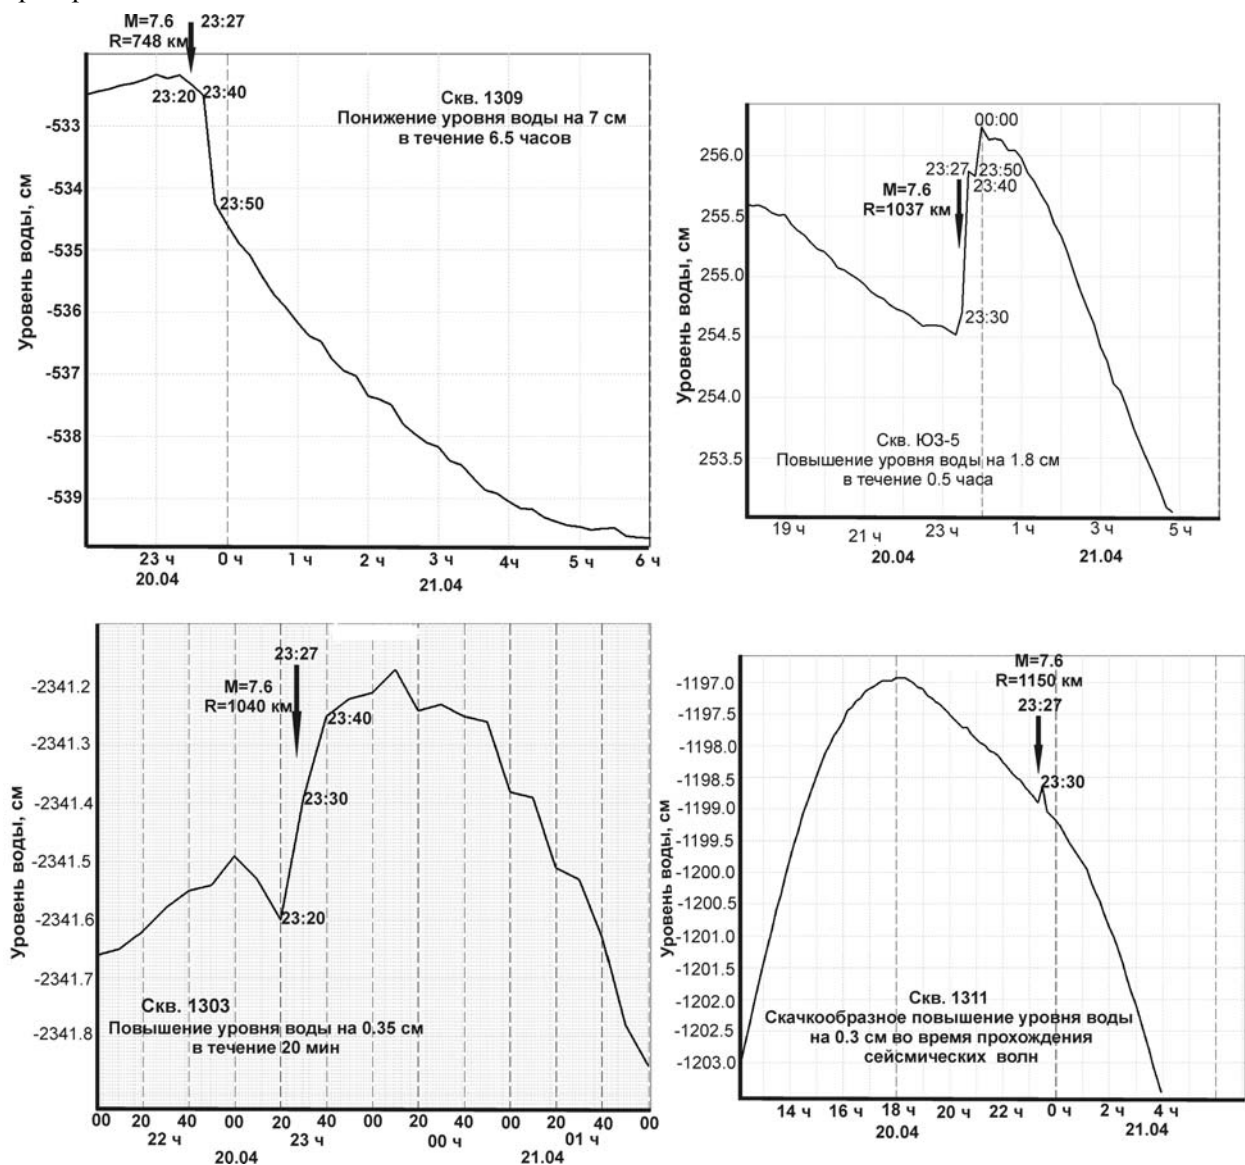 M=7.6 23:27
R=748 км
23:20
23:40
23:50
Скв. 1309
Понижение уровня воды на 7 см
в течение 6.5 часов
Уровень воды, см
-533
-534
-535
-536
-537
-538
-539
23 ч 0 ч 1 ч 2 ч 3 ч 4ч 5 ч 6 ч
20.04 21.04
00:00
23:27 23:50
23:40
M=7.6
R=1037 км
23:30
Скв. ЮЗ-5
Повышение уровня воды на 1.8 см
в течение 0.5 часа
Уровень воды, см
256.0
255.5
255.0
254.5
254.0
253.5
19 ч 21 ч 23 ч 1 ч 3 ч 5 ч
20.04 21.04
23:27
M=7.6
R=1040 км
23:40
23:30
23:20
Скв. 1303
Повышение уровня воды на 0.35 см
в течение 20 мин
Уровень воды, см
-2341.2
-2341.3
-2341.4
-2341.5
-2341.6
-2341.7
-2341.8
00 20 40 00 20 40 00 20 40 00 20 40 00
22 ч 23 ч 00 ч 01 ч
20.04 21.04
M=7.6
R=1150 км
23:27
23:30
Скв. 1311
Скачкообразное повышение уровня воды
на 0.3 см во время прохождения
сейсмических волн
Уровень воды, см
-1197.0
-1197.5
-1198.0
-1198.5
-1199.0
-1199.5
-1200.0
-1200.5
-1201.0
-1201.5
-1202.0
-1202.5
-1203.0
14 ч 16 ч 18 ч 20 ч 22 ч 0 ч 2 ч 4 ч
20.04 21.04